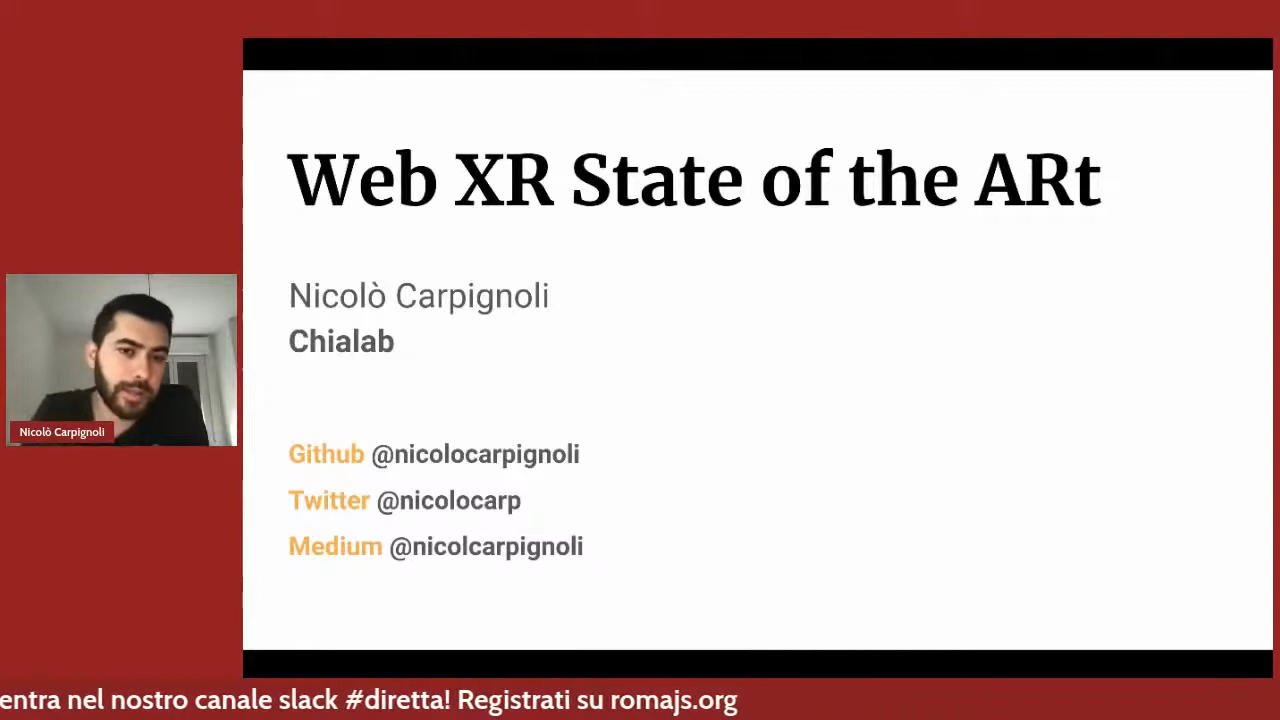 Web XR State of the ARt
Nicolò Carpignoli
Chialab
Nicolò Carpignoli
Github @nicolocarpignoli
Twitter @nicolocarp
Medium @nicolcarpignoli
entra nel nostro canale slack #diretta! Registrati su romajs.org